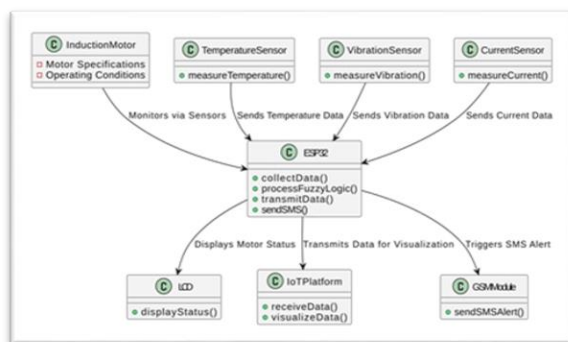 C InductionMotor
Motor Specifications
Operating Conditions
C TemperatureSensor
measureTemperature()
C VibrationSensor
measureVibration()
C CurrentSensor
measureCurrent()
Monitors via Sensors
Sends Temperature Data
Sends Vibration Data
Sends Current Data
C ESP32
collectData()
processFuzzyLogic()
transmitData()
sendSMS()
Displays Motor Status
Transmits Data for Visualization
Triggers SMS Alert
C LCD
displayStatus()
C IoTPlatform
receiveData()
visualizeData()
C GSMModule
sendSMSAlert()